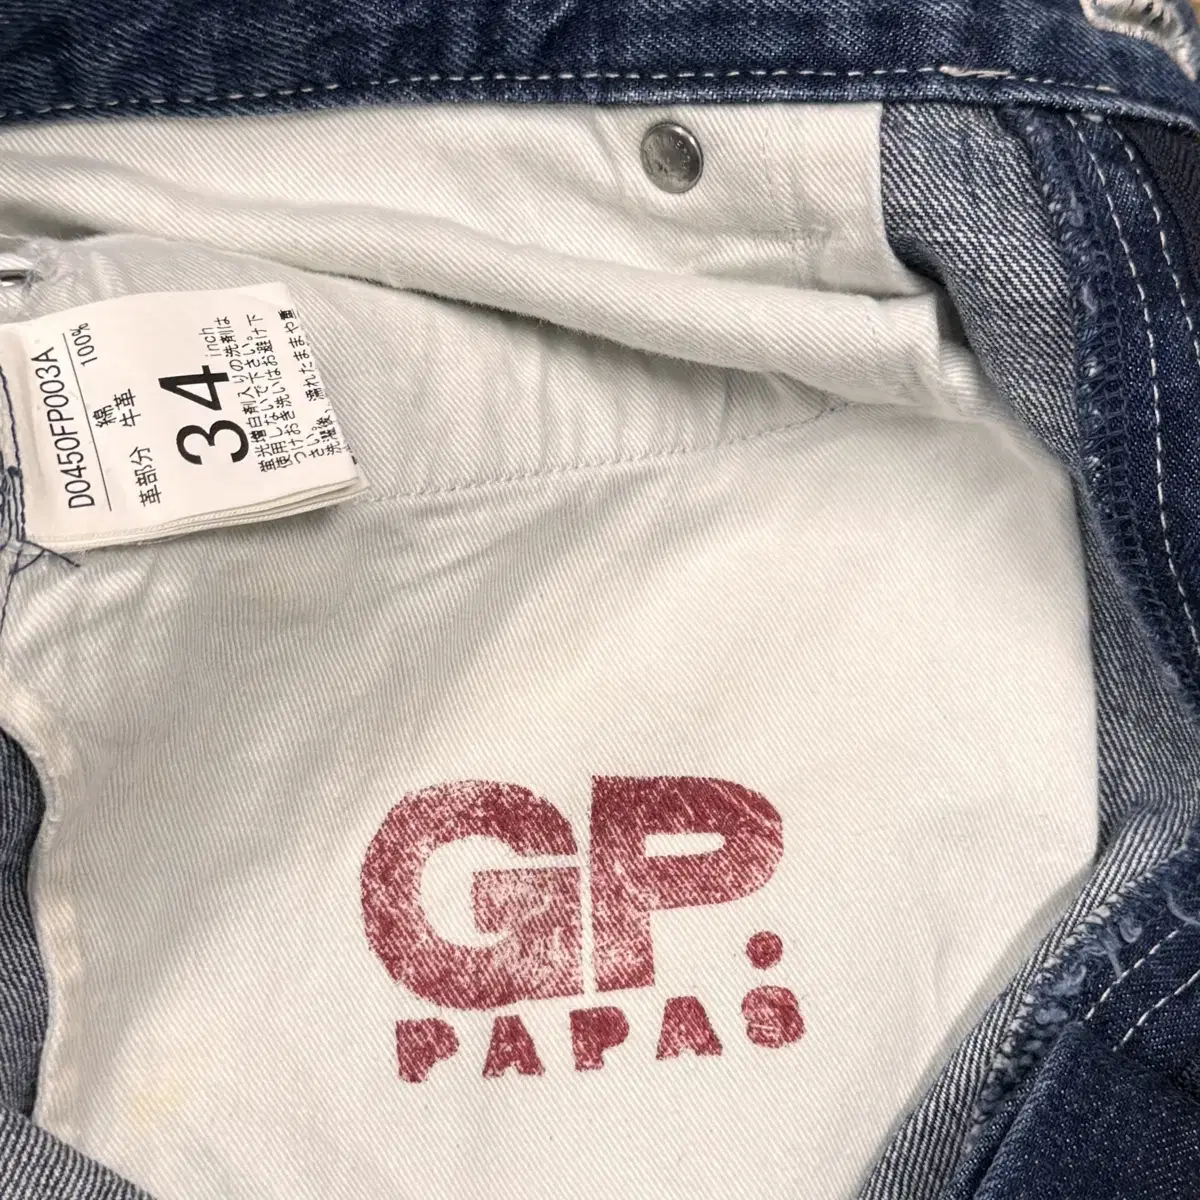 D0450FP003A
綿 100%
革部分 牛革
34 inch
蛍光増白剤入りの洗剤は
使用しないで下さい。
つけおき洗いはお避け下
さい。
洗濯後、濡れたままや重
GP.
PAPAS